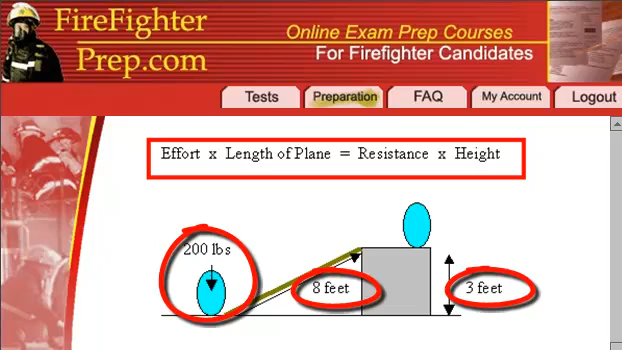 FireFighter
Prep.com
Online Exam Prep Courses
For Firefighter Candidates
Tests
Preparation
FAQ
My Account
Logout
Effort x Length of Plane = Resistance x Height
200 lbs
8 feet
3 feet